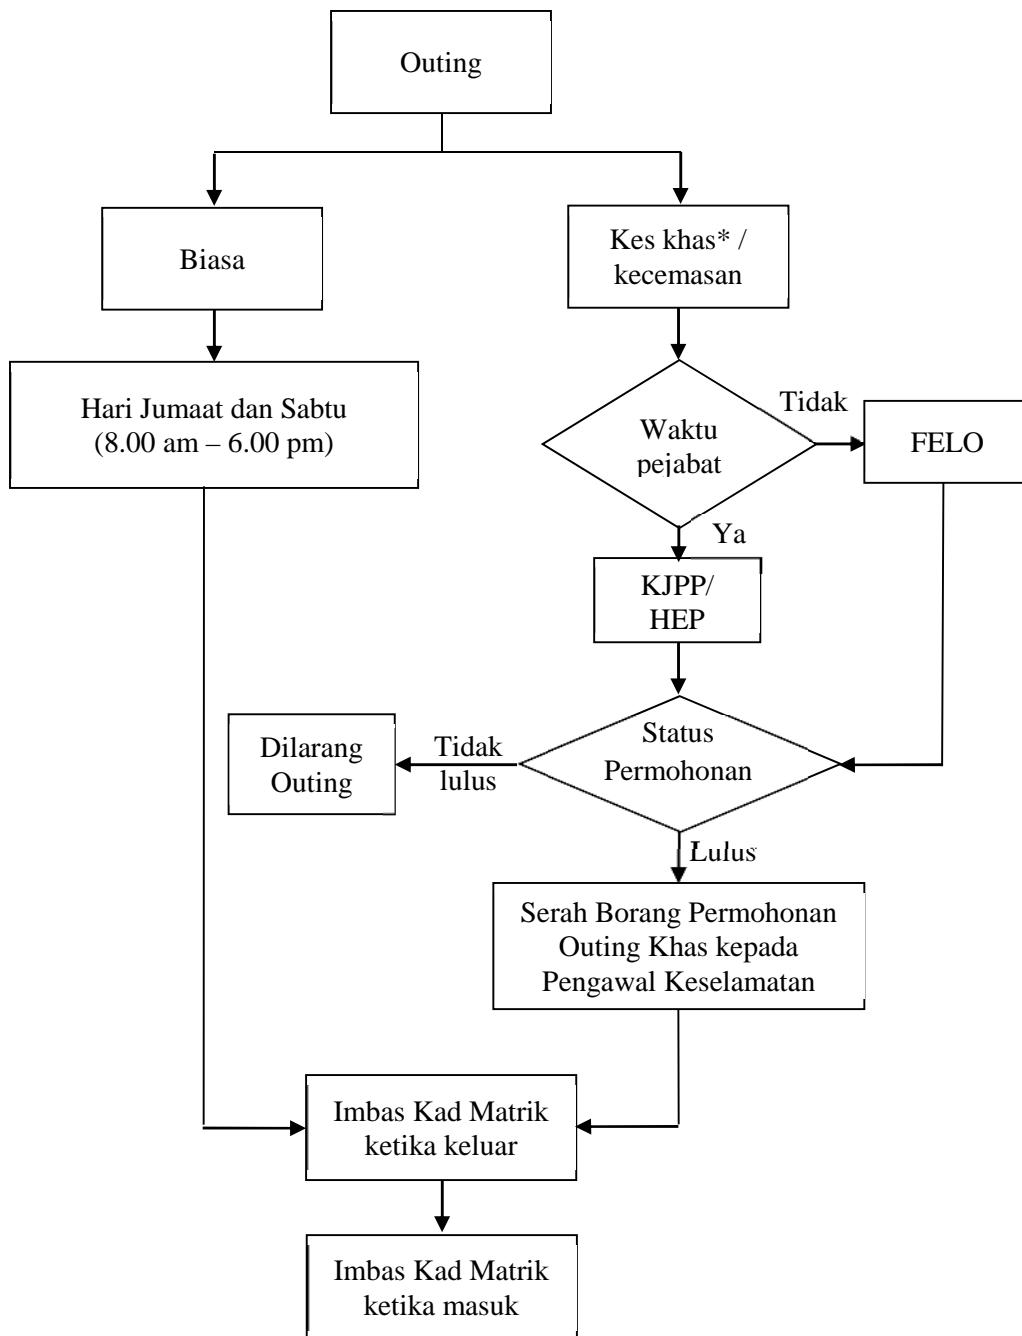 Outing
Biasa
Kes khas* /
kecemasan
Hari Jumaat dan Sabtu
(8.00 am – 6.00 pm)
Waktu
pejabat
Tidak
FELO
Ya
KJPP/
HEP
Status
Permohonan
Tidak
lulus
Dilarang
Outing
Lulus
Serah Borang Permohonan
Outing Khas kepada
Pengawal Keselamatan
Imbas Kad Matrik
ketika keluar
Imbas Kad Matrik
ketika masuk